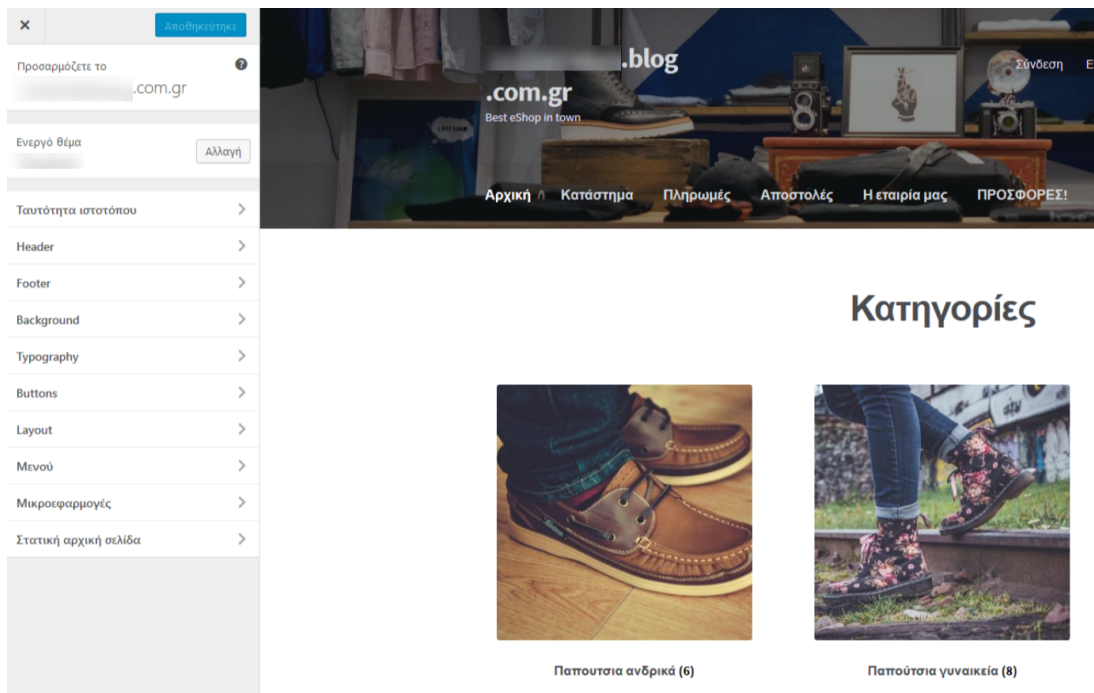 Αποθηκεύτηκε
Προσαρμόζετε το
.com.gr
Ενεργό θέμα
Αλλαγή
Ταυτότητα ιστοτόπου
Header
Footer
Background
Typography
Buttons
Layout
Μενού
Μικροεφαρμογές
Στατική αρχική σελίδα
.blog
.com.gr
Best eShop in town
Σύνδεση
Αρχική Κατάστημα Πληρωμές Αποστολές Η εταιρία μας ΠΡΟΣΦΟΡΕΣ!
Κατηγορίες
Παπουτσια ανδρικά (6)
Παπούτσια γυναικεία (8)